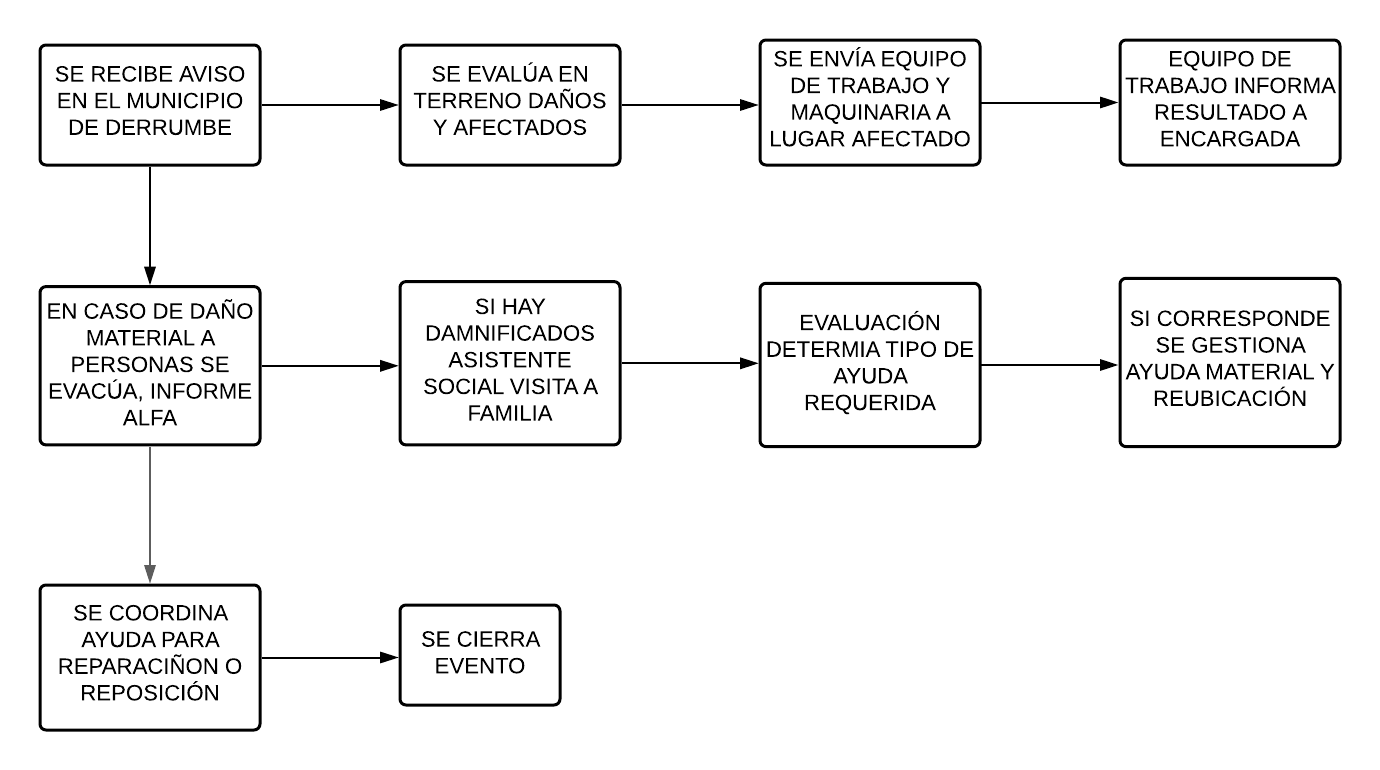 SE RECIBE AVISO
EN EL MUNICIPIO
DE DERRUMBE
SE EVALÚA EN
TERRENO DAÑOS
Y AFECTADOS
SE ENVÍA EQUIPO
DE TRABAJO Y
MAQUINARIA A
LUGAR AFECTADO
EQUIPO DE
TRABAJO INFORMA
RESULTADO A
ENCARGADA
EN CASO DE DAÑO
MATERIAL A
PERSONAS SE
EVACÚA, INFORME
ALFA
SI HAY
DAMNIFICADOS
ASISTENTE
SOCIAL VISITA A
FAMILIA
EVALUACIÓN
DETERMIA TIPO DE
AYUDA
REQUERIDA
SI CORRESPONDE
SE GESTIONA
AYUDA MATERIAL Y
REUBICACIÓN
SE COORDINA
AYUDA PARA
REPARACIÑON O
REPOSICIÓN
SE CIERRA
EVENTO